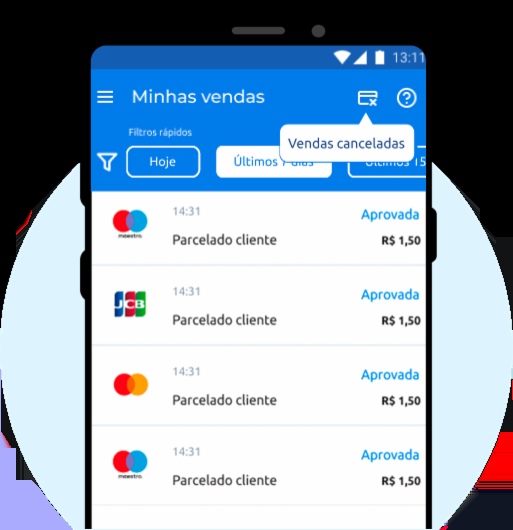 13:11
Minhas vendas
Vendas canceladas
Filtros rápidos
Hoje
Últimos 7 dias
Últimos 15
14:31
Aprovada
maestro
Parcelado cliente
R$ 1,50
14:31
Aprovada
JCB
Parcelado cliente
R$ 1,50
14:31
Aprovada
Parcelado cliente
R$ 1,50
14:31
Aprovada
maestro
Parcelado cliente
R$ 1,50